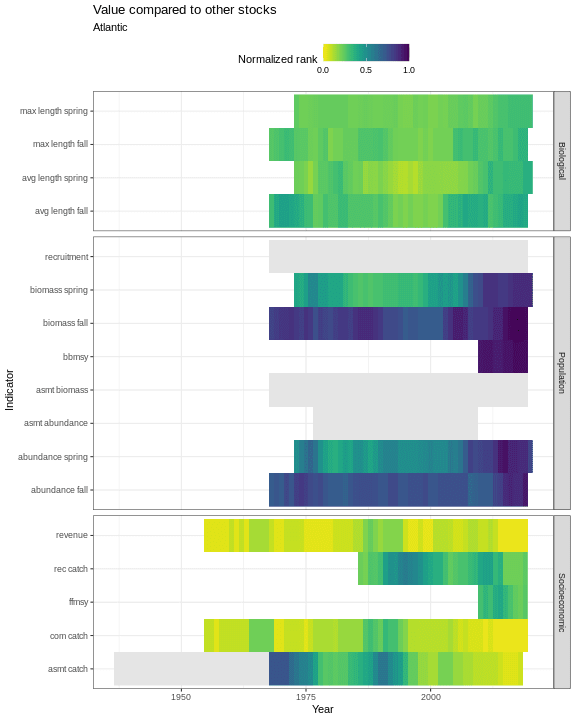 Value compared to other stocks
Atlantic
Normalized rank
0.0 0.5 1.0
max length spring
max length fall
avg length spring
avg length fall
Biological
recruitment
biomass spring
biomass fall
bbmsy
asmt biomass
asmt abundance
abundance spring
abundance fall
Population
Indicator
revenue
rec catch
ffmsy
com catch
asmt catch
Socioeconomic
1950 1975 2000
Year